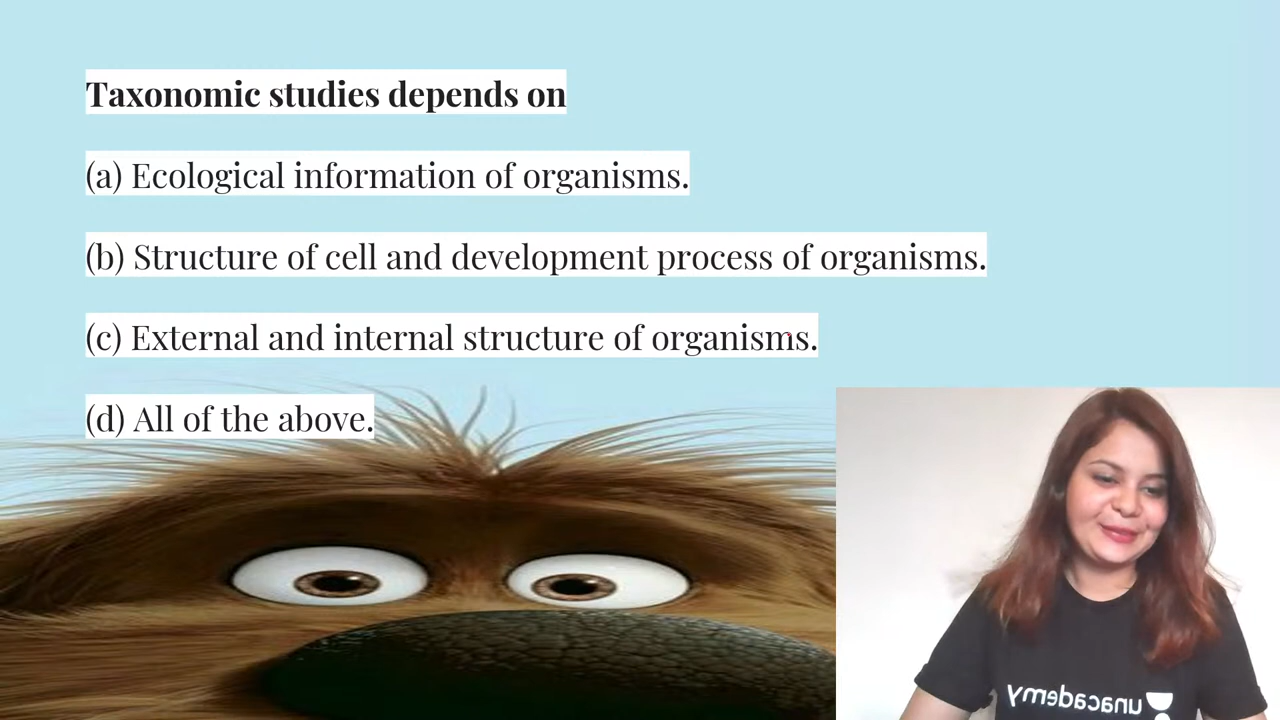 Taxonomic studies depends on
(a) Ecological information of organisms.
(b) Structure of cell and development process of organisms.
(c) External and internal structure of organisms.
(d) All of the above.
unacademy